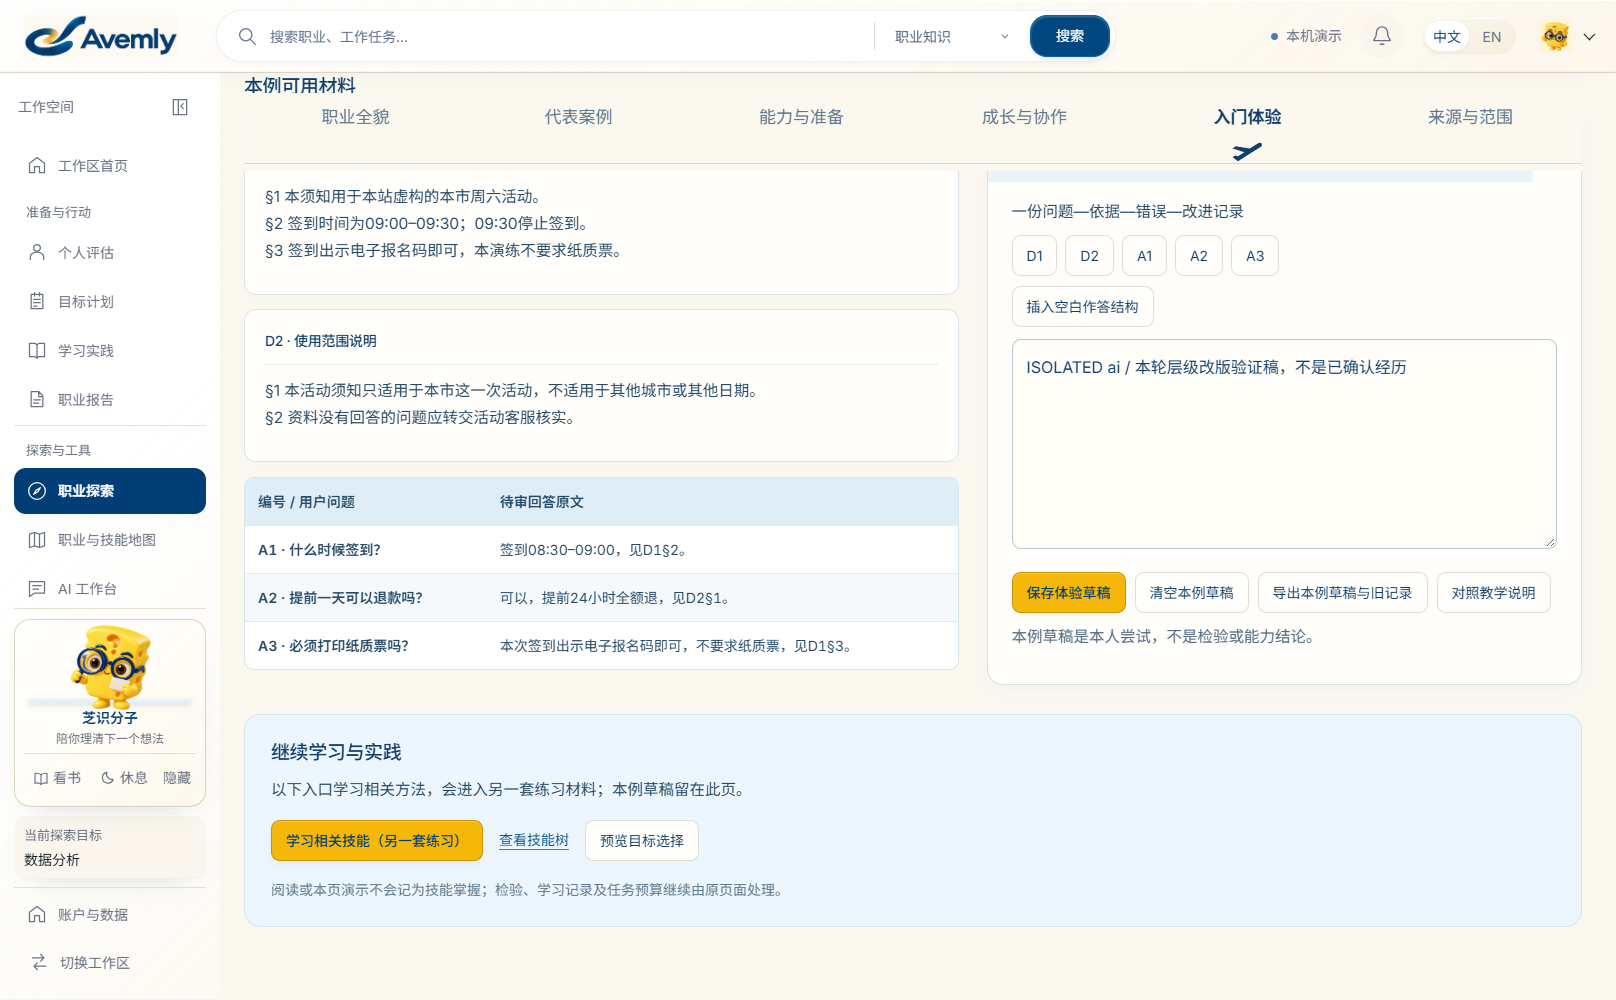 Avemly
搜索职业、工作任务...
职业知识
搜索
本机演示
中文
EN
工作空间
工作区首页
准备与行动
个人评估
目标计划
学习实践
职业报告
探索与工具
职业探索
职业与技能地图
AI 工作台
芝识分子
陪你理清下一个想法
看书
休息
隐藏
当前探索目标
数据分析
账户与数据
切换工作区
本例可用材料
职业全貌
代表案例
能力与准备
成长与协作
入门体验
来源与范围
§1 本须知用于本站虚构的本市周六活动。
§2 签到时间为09:00–09:30；09:30停止签到。
§3 签到出示电子报名码即可，本演练不要求纸质票。
D2 · 使用范围说明
§1 本活动须知只适用于本市这一次活动，不适用于其他城市或其他日期。
§2 资料没有回答的问题应转交活动客服核实。
编号 / 用户问题
待审回答原文
A1 · 什么时候签到？
签到08:30–09:00，见D1§2。
A2 · 提前一天可以退款吗？
可以，提前24小时全额退，见D2§1。
A3 · 必须打印纸质票吗？
本次签到出示电子报名码即可，不要求纸质票，见D1§3。
一份问题—依据—错误—改进记录
D1
D2
A1
A2
A3
插入空白作答结构
ISOLATED ai / 本轮层级改版验证稿，不是已确认经历
保存体验草稿
清空本例草稿
导出本例草稿与旧记录
对照教学说明
本例草稿是本人尝试，不是检验或能力结论。
继续学习与实践
以下入口学习相关方法，会进入另一套练习材料；本例草稿留在此页。
学习相关技能（另一套练习）
查看技能树
预览目标选择
阅读或本页演示不会记为技能掌握；检验、学习记录及任务预算继续由原页面处理。